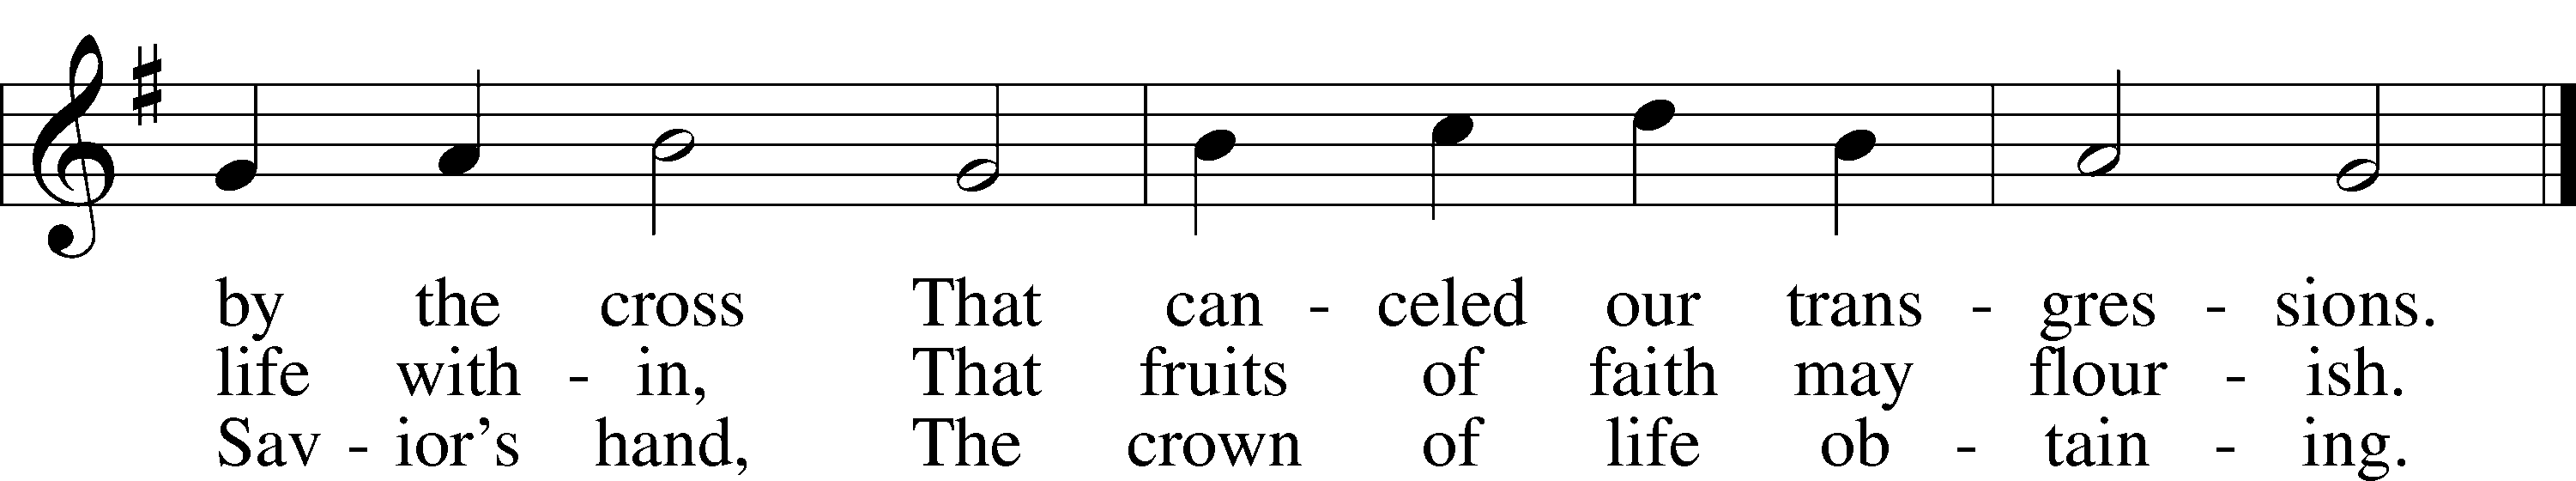 by the cross That can - celed our trans - gres - sions.
life with - in, That fruits of faith may flour - ish.
Sav - ior's hand, The crown of life ob - tain - ing.